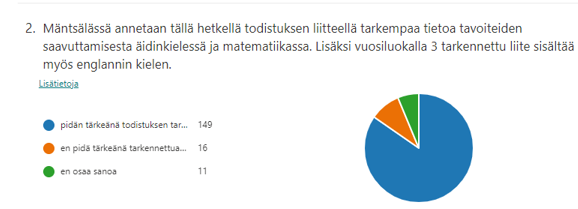 2. Mäntsälässä annetaan tällä hetkellä todistuksen liitteellä tarkempaa tietoa tavoiteiden
saavuttamisesta äidinkielessä ja matematiikassa. Lisäksi vuosiluokalla 3 tarkennettu liite sisältää
myös englannin kielen.
Lisätietoja
pidän tärkeänä todistuksen tar... 149
en pidä tärkeänä tarkennettua... 16
en osaa sanoa 11